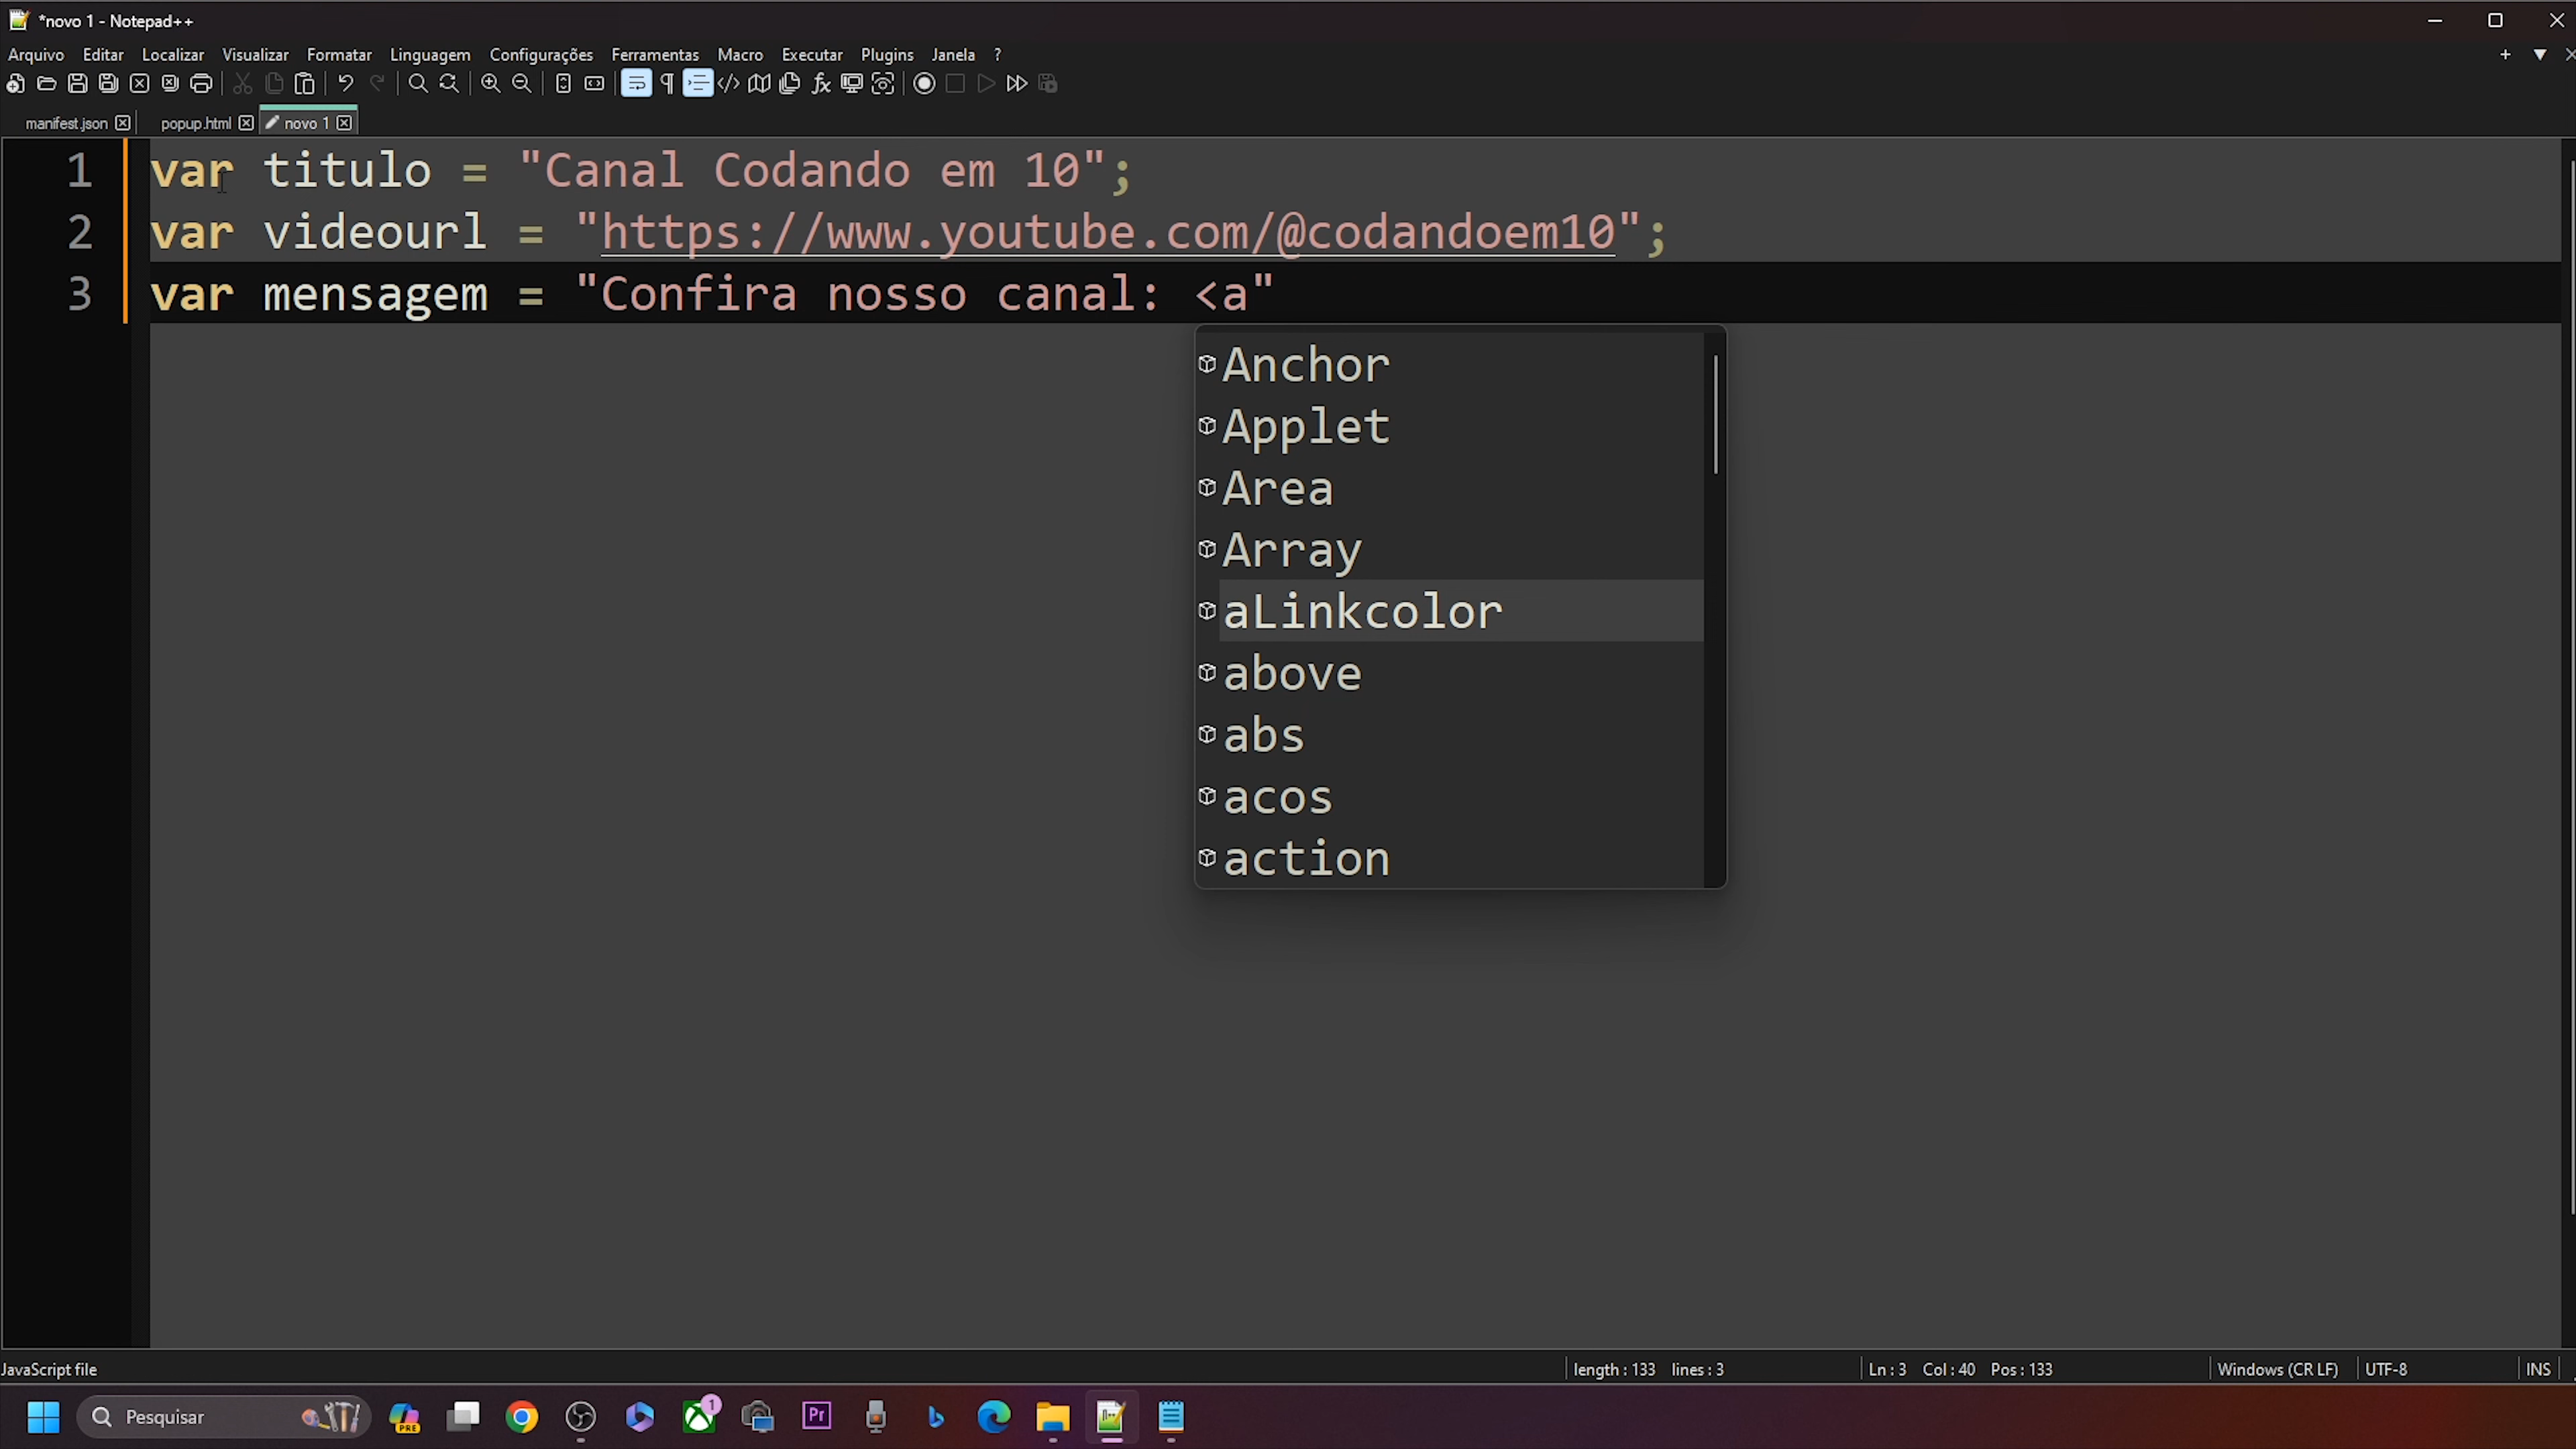 *novo 1 - Notepad++
Arquivo Editar Localizar Visualizar Formatar Linguagem Configurações Ferramentas Macro Executar Plugins Janela ?
manifest.json popup.html novo 1
1 var titulo = "Canal Codando em 10";
2 var videourl = "https://www.youtube.com/@codandoem10";
3 var mensagem = "Confira nosso canal: <a"
Anchor
Applet
Area
Array
aLinkcolor
above
abs
acos
action
JavaScript file length : 133 lines : 3 Ln : 3 Col : 40 Pos : 133 Windows (CR LF) UTF-8 INS
Pesquisar PRE 1 Pr